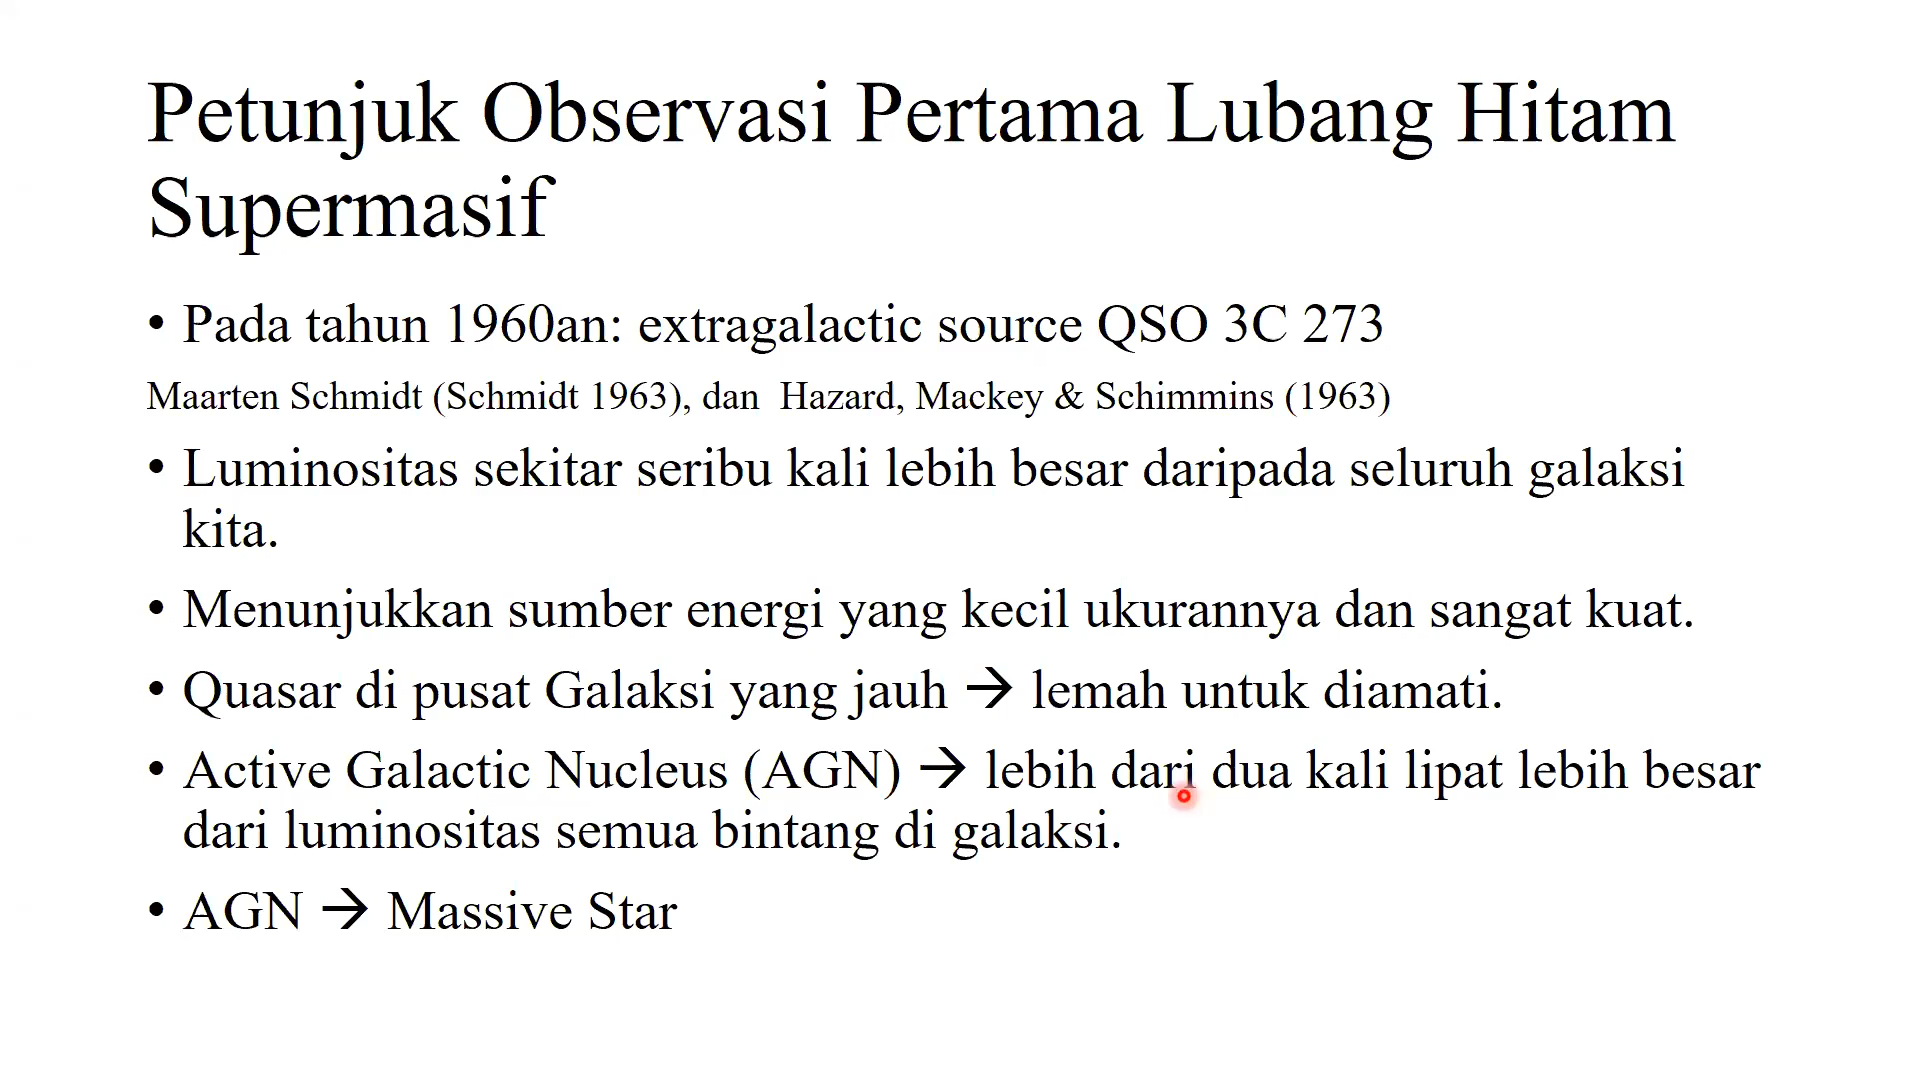 Petunjuk Observasi Pertama Lubang Hitam
Supermasif
• Pada tahun 1960an: extragalactic source QSO 3C 273
Maarten Schmidt (Schmidt 1963), dan  Hazard, Mackey & Schimmins (1963)
• Luminositas sekitar seribu kali lebih besar daripada seluruh galaksi
kita.
• Menunjukkan sumber energi yang kecil ukurannya dan sangat kuat.
• Quasar di pusat Galaksi yang jauh → lemah untuk diamati.
• Active Galactic Nucleus (AGN) → lebih dari dua kali lipat lebih besar
dari luminositas semua bintang di galaksi.
• AGN → Massive Star